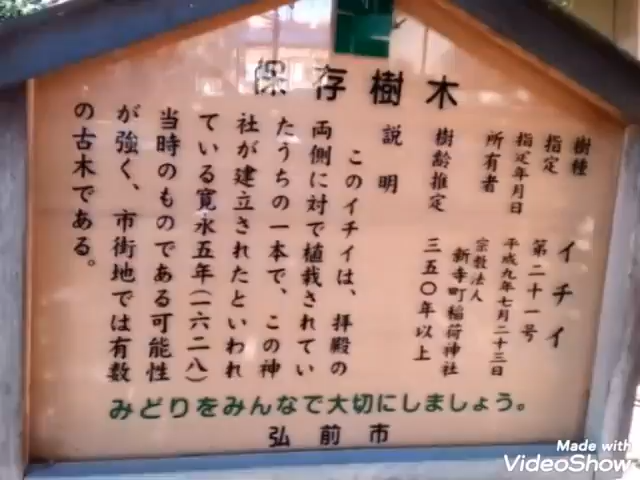 保存樹木
樹種 イチイ
指定 第二十一号
指定年月日 平成九年七月二十三日
所有者 宗教法人
新寺町稲荷神社
樹齢推定 三五〇年以上
説明
このイチイは、拝殿の
両側に対で植栽されてい
たうちの一本で、この神
社が建立されたといわれ
ている寛永五年(一六二八)
当時のものである可能性
が強く、市街地では有数
の古木である。
みどりをみんなで大切にしましょう。
弘前市
Made with
VideoShow